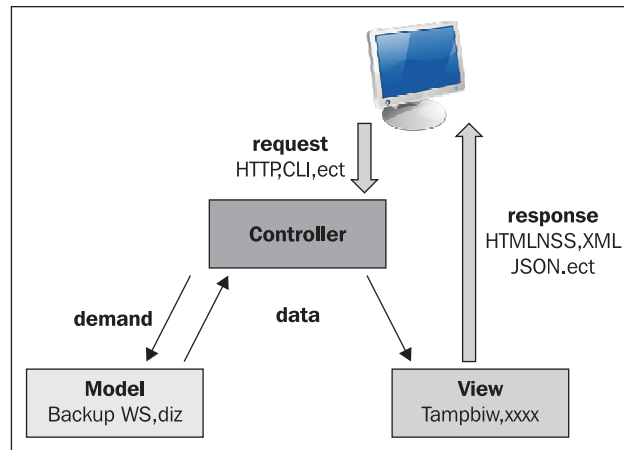 request
HTTP,CLI,ect
Controller
response
HTMLNSS,XML
JSON.ect
demand
data
Model
Backup WS,diz
View
Tampbiw,xxxx